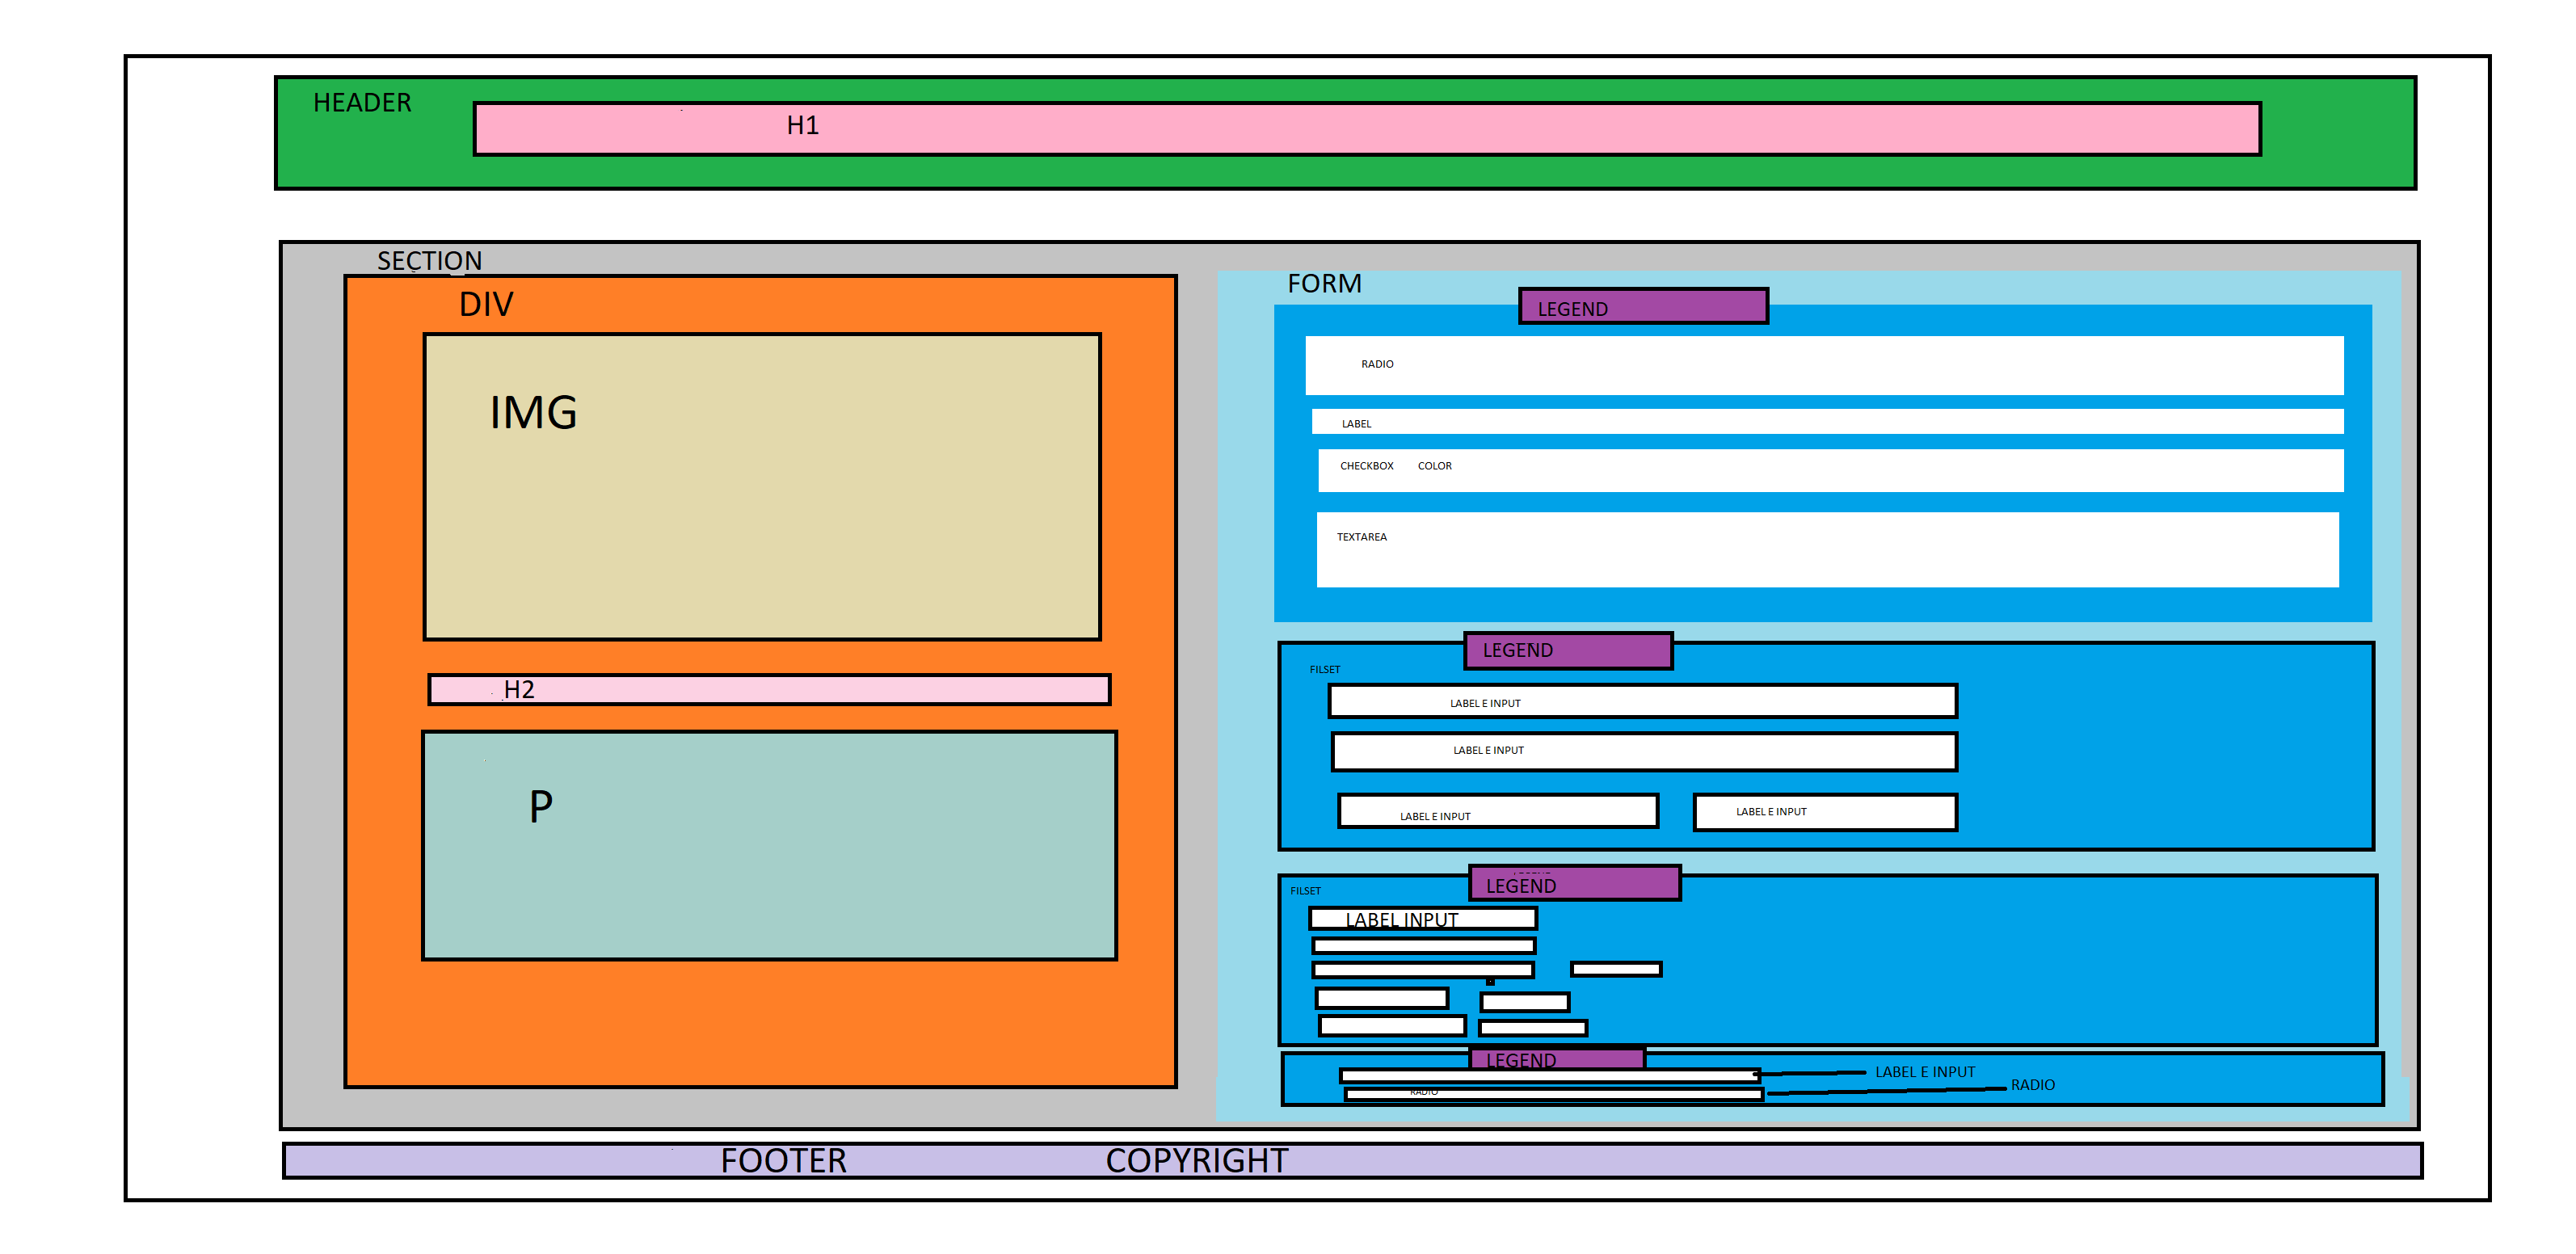 HEADER
H1
SECTION
DIV
IMG
H2
P
FORM
LEGEND
RADIO
LABEL
CHECKBOX COLOR
TEXTAREA
LEGEND
FILSET
LABEL E INPUT
LABEL E INPUT
LABEL E INPUT LABEL E INPUT
LEGEND
FILSET
LABEL INPUT
LEGEND
LABEL E INPUT
RADIO
RADIO
FOOTER COPYRIGHT